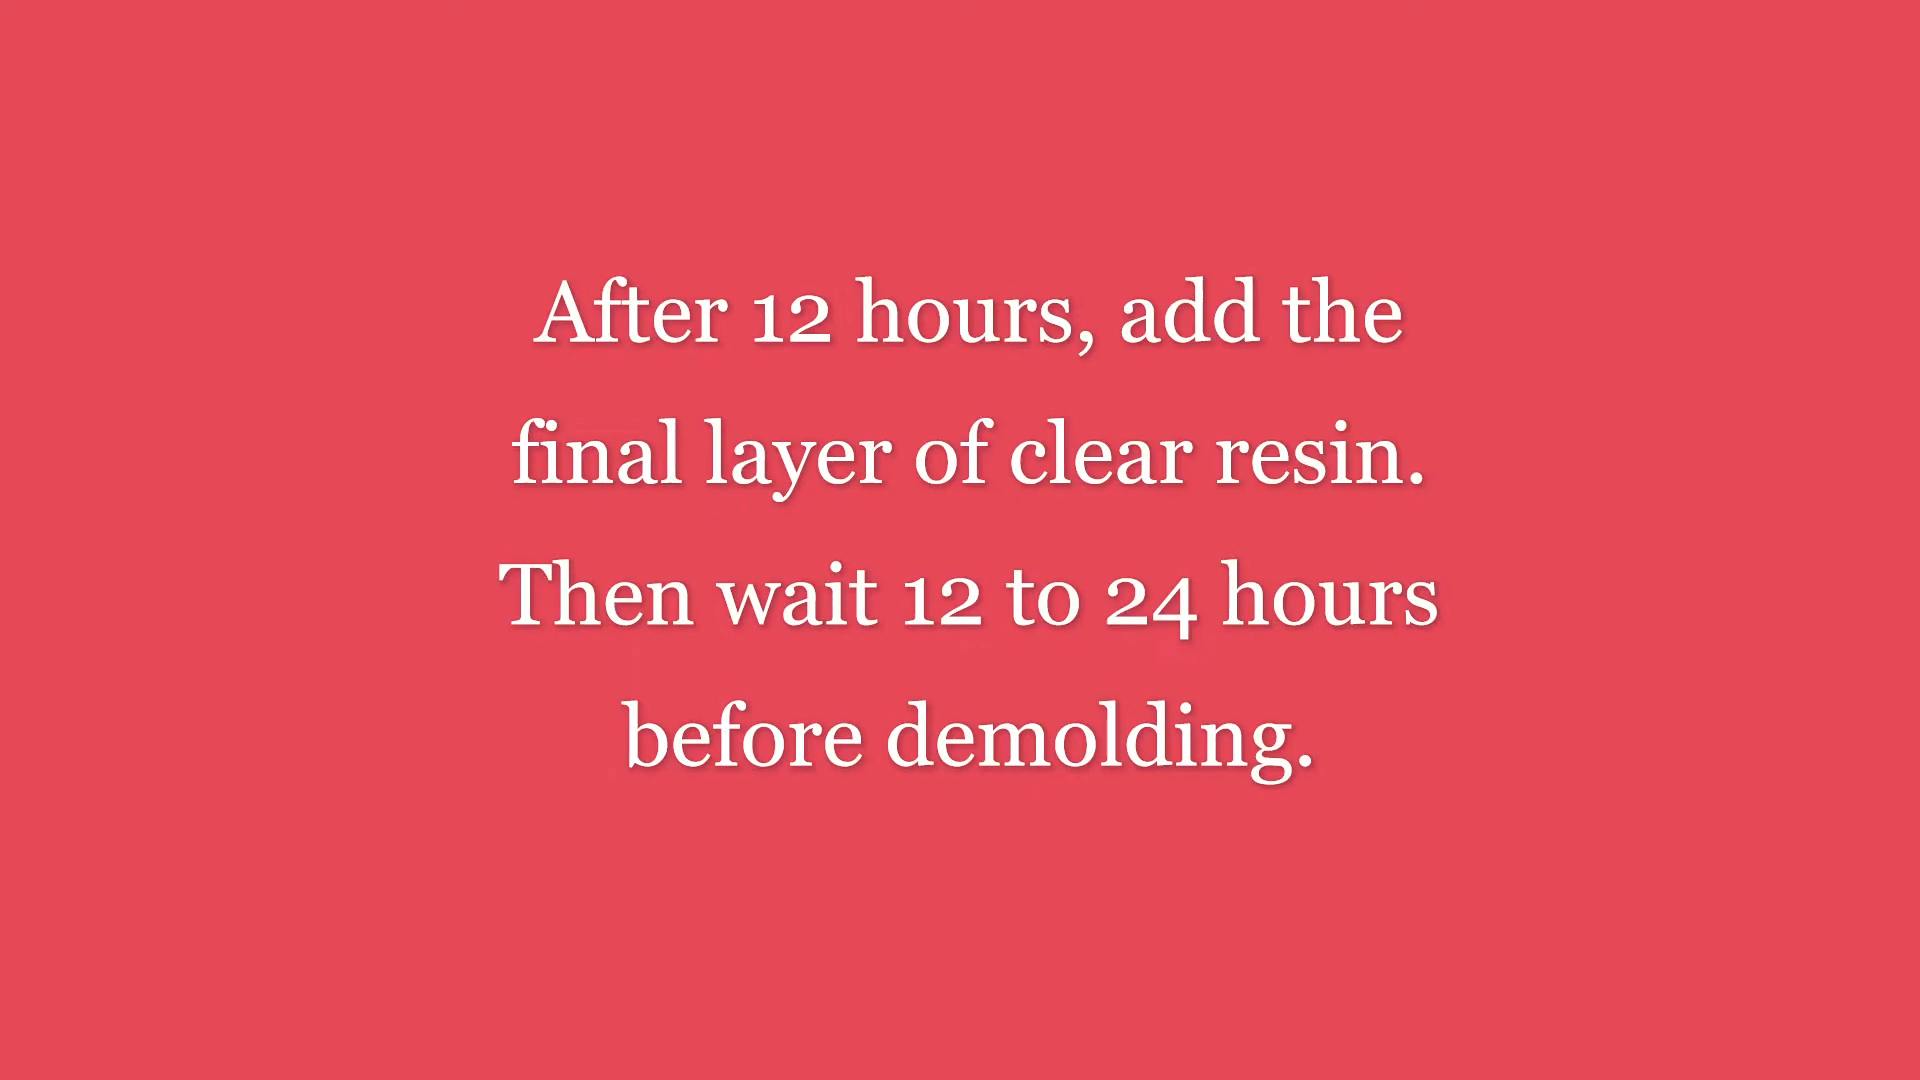 After 12 hours, add the
final layer of clear resin.
Then wait 12 to 24 hours
before demolding.